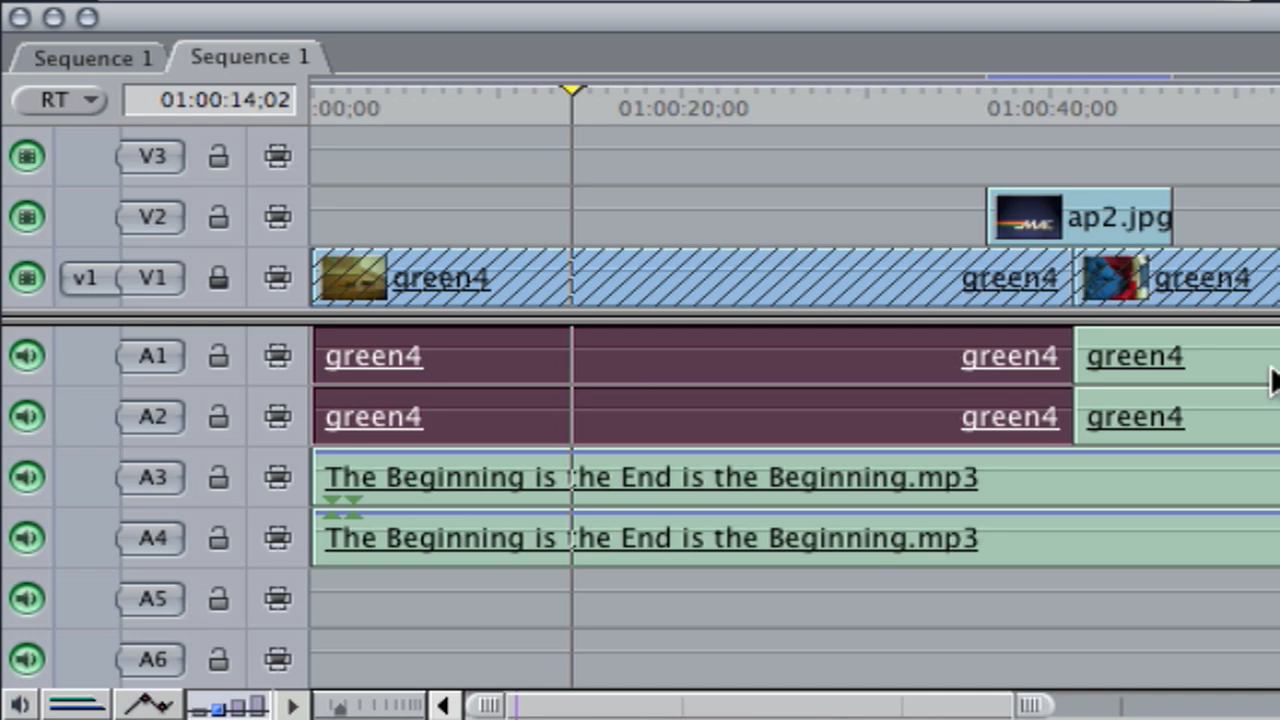 Sequence 1 Sequence 1
RT 01:00:14;02 :00;00 01:00:20;00 01:00:40;00
V3
V2 MAC ap2.jpg
v1 V1 green4 green4 green4
A1 green4 green4 green4
A2 green4 green4 green4
A3 The Beginning is the End is the Beginning.mp3
A4 The Beginning is the End is the Beginning.mp3
A5
A6